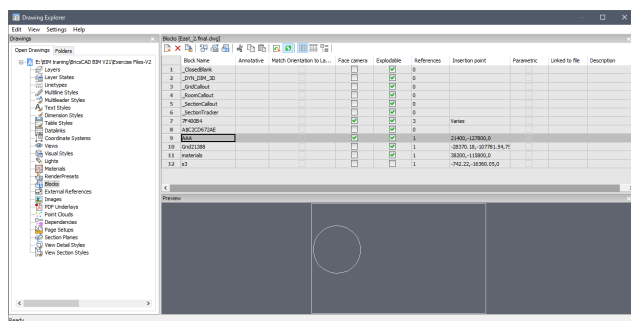 Drawing Explorer
Edit View Settings Help
Drawings
Blocks [East_2.final.dwg]
Open Drawings Folders
E:\BIM training\BricsCAD BIM V21\Exercise Files-V2
Layers
Layer States
Linetypes
Multiline Styles
Multileader Styles
Text Styles
Dimension Styles
Table Styles
Datalinks
Coordinate Systems
Views
Visual Styles
Lights
Materials
RenderPresets
Blocks
External References
Images
PDF Underlays
Point Clouds
Dependencies
Page Setups
Section Planes
View Detail Styles
View Section Styles
Block Name Annotative Match Orientation to La... Face camera Explodable References Insertion point Parametric Linked to file Description
1 _ClosedBlank 0
2 _DYN_DIM_3D 0
3 _GridCallout 0
4 _RoomCallout 0
5 _SectionCallout 0
6 _SectionTracker 0
7 7F400B4 3 Varies
8 A$C2CD672AE 0
9 AAA 1 21400,-127800,0
10 Grid213B8 1 -28370.18,-107781.54,75
11 materials 1 38200,-115800,0
12 s3 1 -742.22,-16360.05,0
Preview
Ready